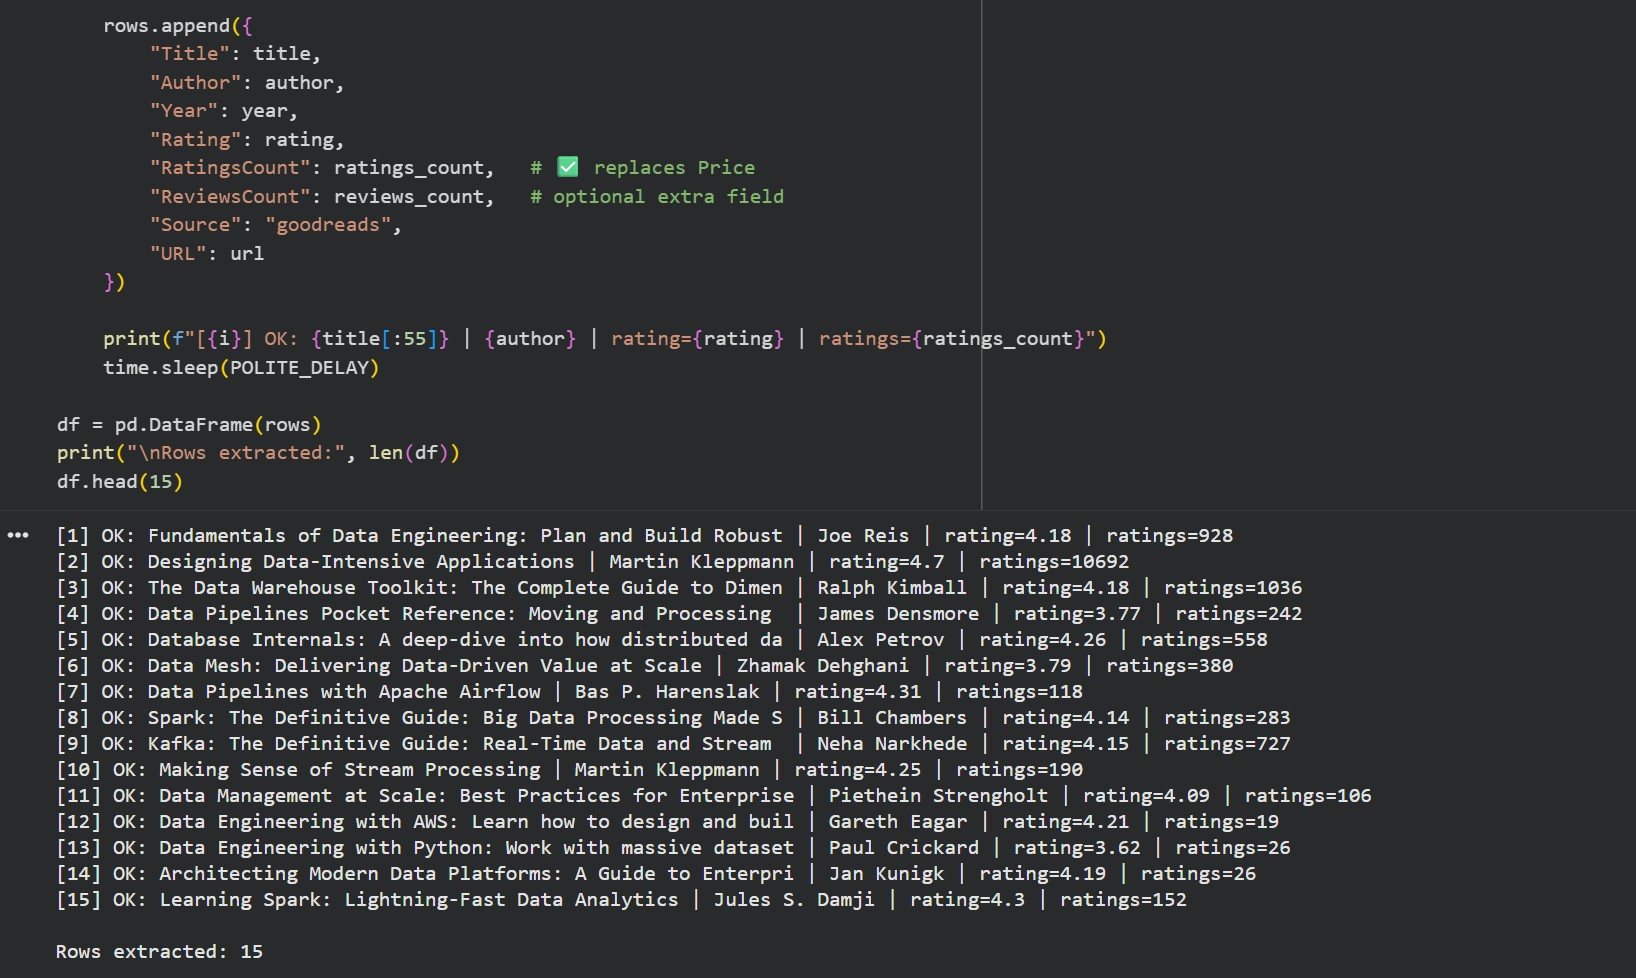 rows.append({
"Title": title,
"Author": author,
"Year": year,
"Rating": rating,
"RatingsCount": ratings_count,   # ✅ replaces Price
"ReviewsCount": reviews_count,   # optional extra field
"Source": "goodreads",
"URL": url
})
print(f"[{i}] OK: {title[:55]} | {author} | rating={rating} | ratings={ratings_count}")
time.sleep(POLITE_DELAY)
df = pd.DataFrame(rows)
print("\nRows extracted:", len(df))
df.head(15)
[1] OK: Fundamentals of Data Engineering: Plan and Build Robust | Joe Reis | rating=4.18 | ratings=928
[2] OK: Designing Data-Intensive Applications | Martin Kleppmann | rating=4.7 | ratings=10692
[3] OK: The Data Warehouse Toolkit: The Complete Guide to Dimen | Ralph Kimball | rating=4.18 | ratings=1036
[4] OK: Data Pipelines Pocket Reference: Moving and Processing  | James Densmore | rating=3.77 | ratings=242
[5] OK: Database Internals: A deep-dive into how distributed da | Alex Petrov | rating=4.26 | ratings=558
[6] OK: Data Mesh: Delivering Data-Driven Value at Scale | Zhamak Dehghani | rating=3.79 | ratings=380
[7] OK: Data Pipelines with Apache Airflow | Bas P. Harenslak | rating=4.31 | ratings=118
[8] OK: Spark: The Definitive Guide: Big Data Processing Made S | Bill Chambers | rating=4.14 | ratings=283
[9] OK: Kafka: The Definitive Guide: Real-Time Data and Stream  | Neha Narkhede | rating=4.15 | ratings=727
[10] OK: Making Sense of Stream Processing | Martin Kleppmann | rating=4.25 | ratings=190
[11] OK: Data Management at Scale: Best Practices for Enterprise | Piethein Strengholt | rating=4.09 | ratings=106
[12] OK: Data Engineering with AWS: Learn how to design and buil | Gareth Eagar | rating=4.21 | ratings=19
[13] OK: Data Engineering with Python: Work with massive dataset | Paul Crickard | rating=3.62 | ratings=26
[14] OK: Architecting Modern Data Platforms: A Guide to Enterpri | Jan Kunigk | rating=4.19 | ratings=26
[15] OK: Learning Spark: Lightning-Fast Data Analytics | Jules S. Damji | rating=4.3 | ratings=152
Rows extracted: 15